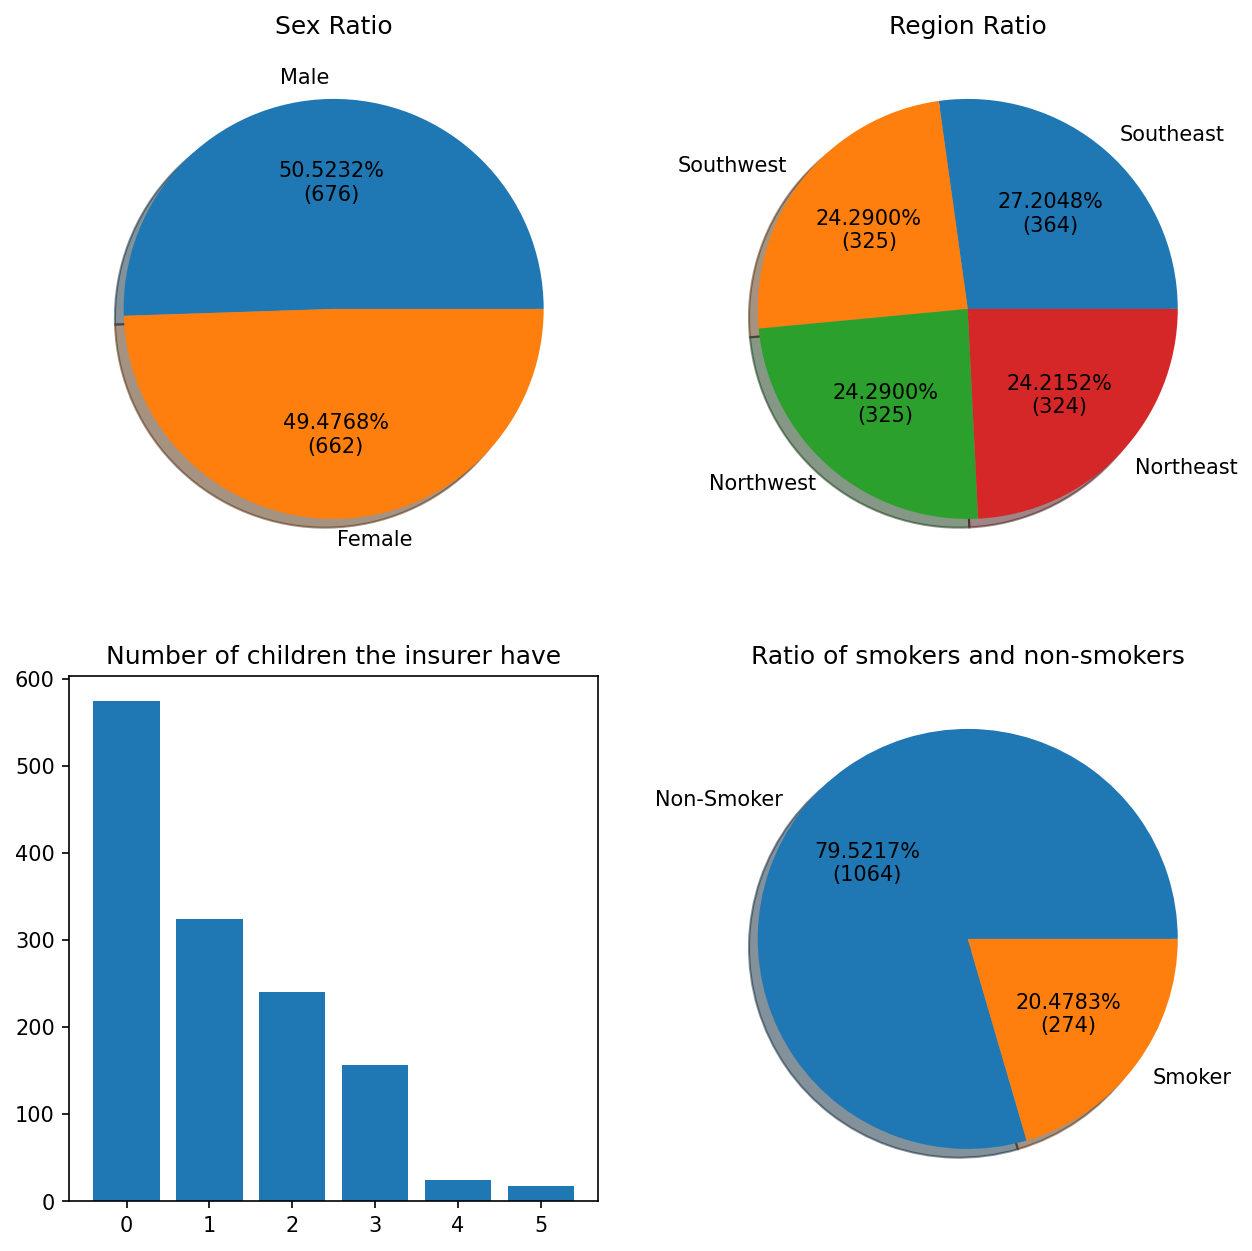 Sex Ratio
Male
50.5232%
(676)
49.4768%
(662)
Female
Region Ratio
Southeast
Southwest
27.2048%
(364)
24.2900%
(325)
24.2900%
(325)
24.2152%
(324)
Northwest
Northeast
Number of children the insurer have
600
500
400
300
200
100
0
0 1 2 3 4 5
Ratio of smokers and non-smokers
Non-Smoker
79.5217%
(1064)
20.4783%
(274)
Smoker